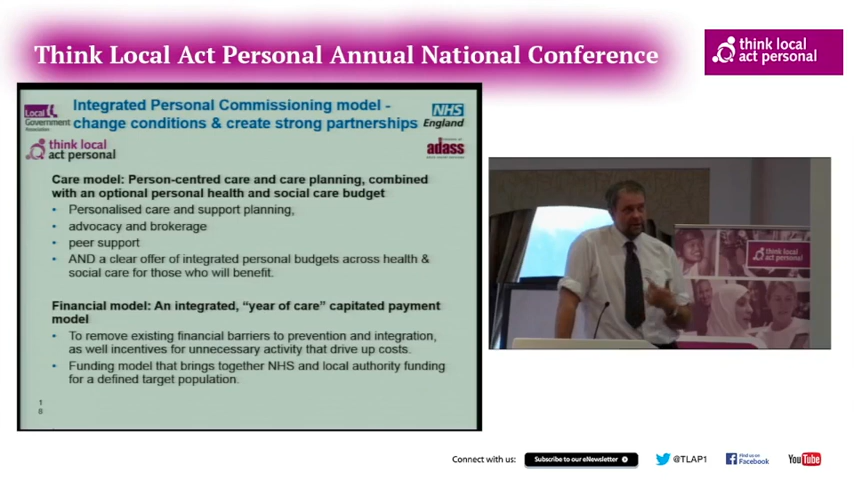 Think Local Act Personal Annual National Conference
think local
act personal
Integrated Personal Commissioning model -
change conditions & create strong partnerships
Local
Government
Association
NHS
England
think local
act personal
adass
Care model: Person-centred care and care planning, combined
with an optional personal health and social care budget
• Personalised care and support planning,
• advocacy and brokerage
• peer support
• AND a clear offer of integrated personal budgets across health &
social care for those who will benefit.
Financial model: An integrated, “year of care” capitated payment
model
• To remove existing financial barriers to prevention and integration,
as well incentives for unnecessary activity that drive up costs.
• Funding model that brings together NHS and local authority funding
for a defined target population.
1
8
think local
act personal
Connect with us:
Subscribe to our eNewsletter
@TLAP1
Find us on
Facebook
YouTube